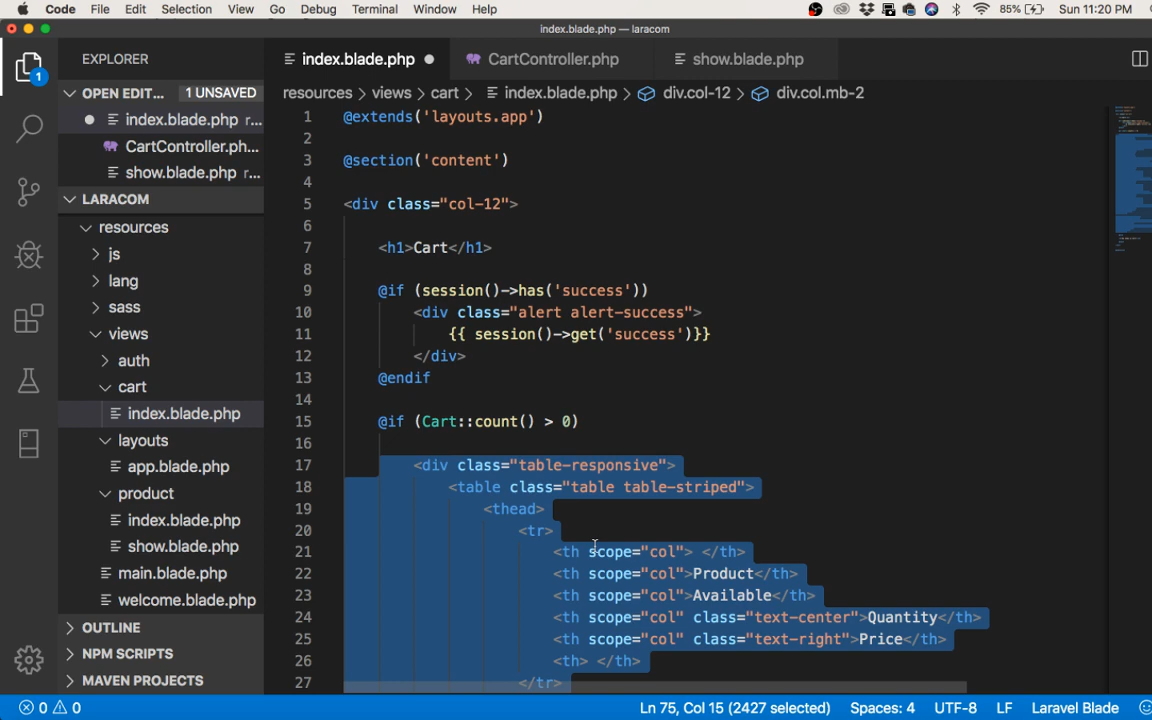 Code File Edit Selection View Go Debug Terminal Window Help 85% Sun 11:20 PM
index.blade.php — laracom
EXPLORER
OPEN EDIT... 1 UNSAVED
index.blade.php r...
CartController.ph...
show.blade.php r...
LARACOM
resources
js
lang
sass
views
auth
cart
index.blade.php
layouts
app.blade.php
product
index.blade.php
show.blade.php
main.blade.php
welcome.blade.php
OUTLINE
NPM SCRIPTS
MAVEN PROJECTS
1
index.blade.php CartController.php show.blade.php
resources > views > cart > index.blade.php > div.col-12 > div.col.mb-2
1 @extends('layouts.app')
2
3 @section('content')
4
5 <div class="col-12">
6
7 <h1>Cart</h1>
8
9 @if (session()->has('success'))
10 <div class="alert alert-success">
11 {{ session()->get('success')}}
12 </div>
13 @endif
14
15 @if (Cart::count() > 0)
16
17 <div class="table-responsive">
18 <table class="table table-striped">
19 <thead>
20 <tr>
21 <th scope="col"> </th>
22 <th scope="col">Product</th>
23 <th scope="col">Available</th>
24 <th scope="col" class="text-center">Quantity</th>
25 <th scope="col" class="text-right">Price</th>
26 <th> </th>
27 </tr>
0 0 Ln 75, Col 15 (2427 selected) Spaces: 4 UTF-8 LF Laravel Blade